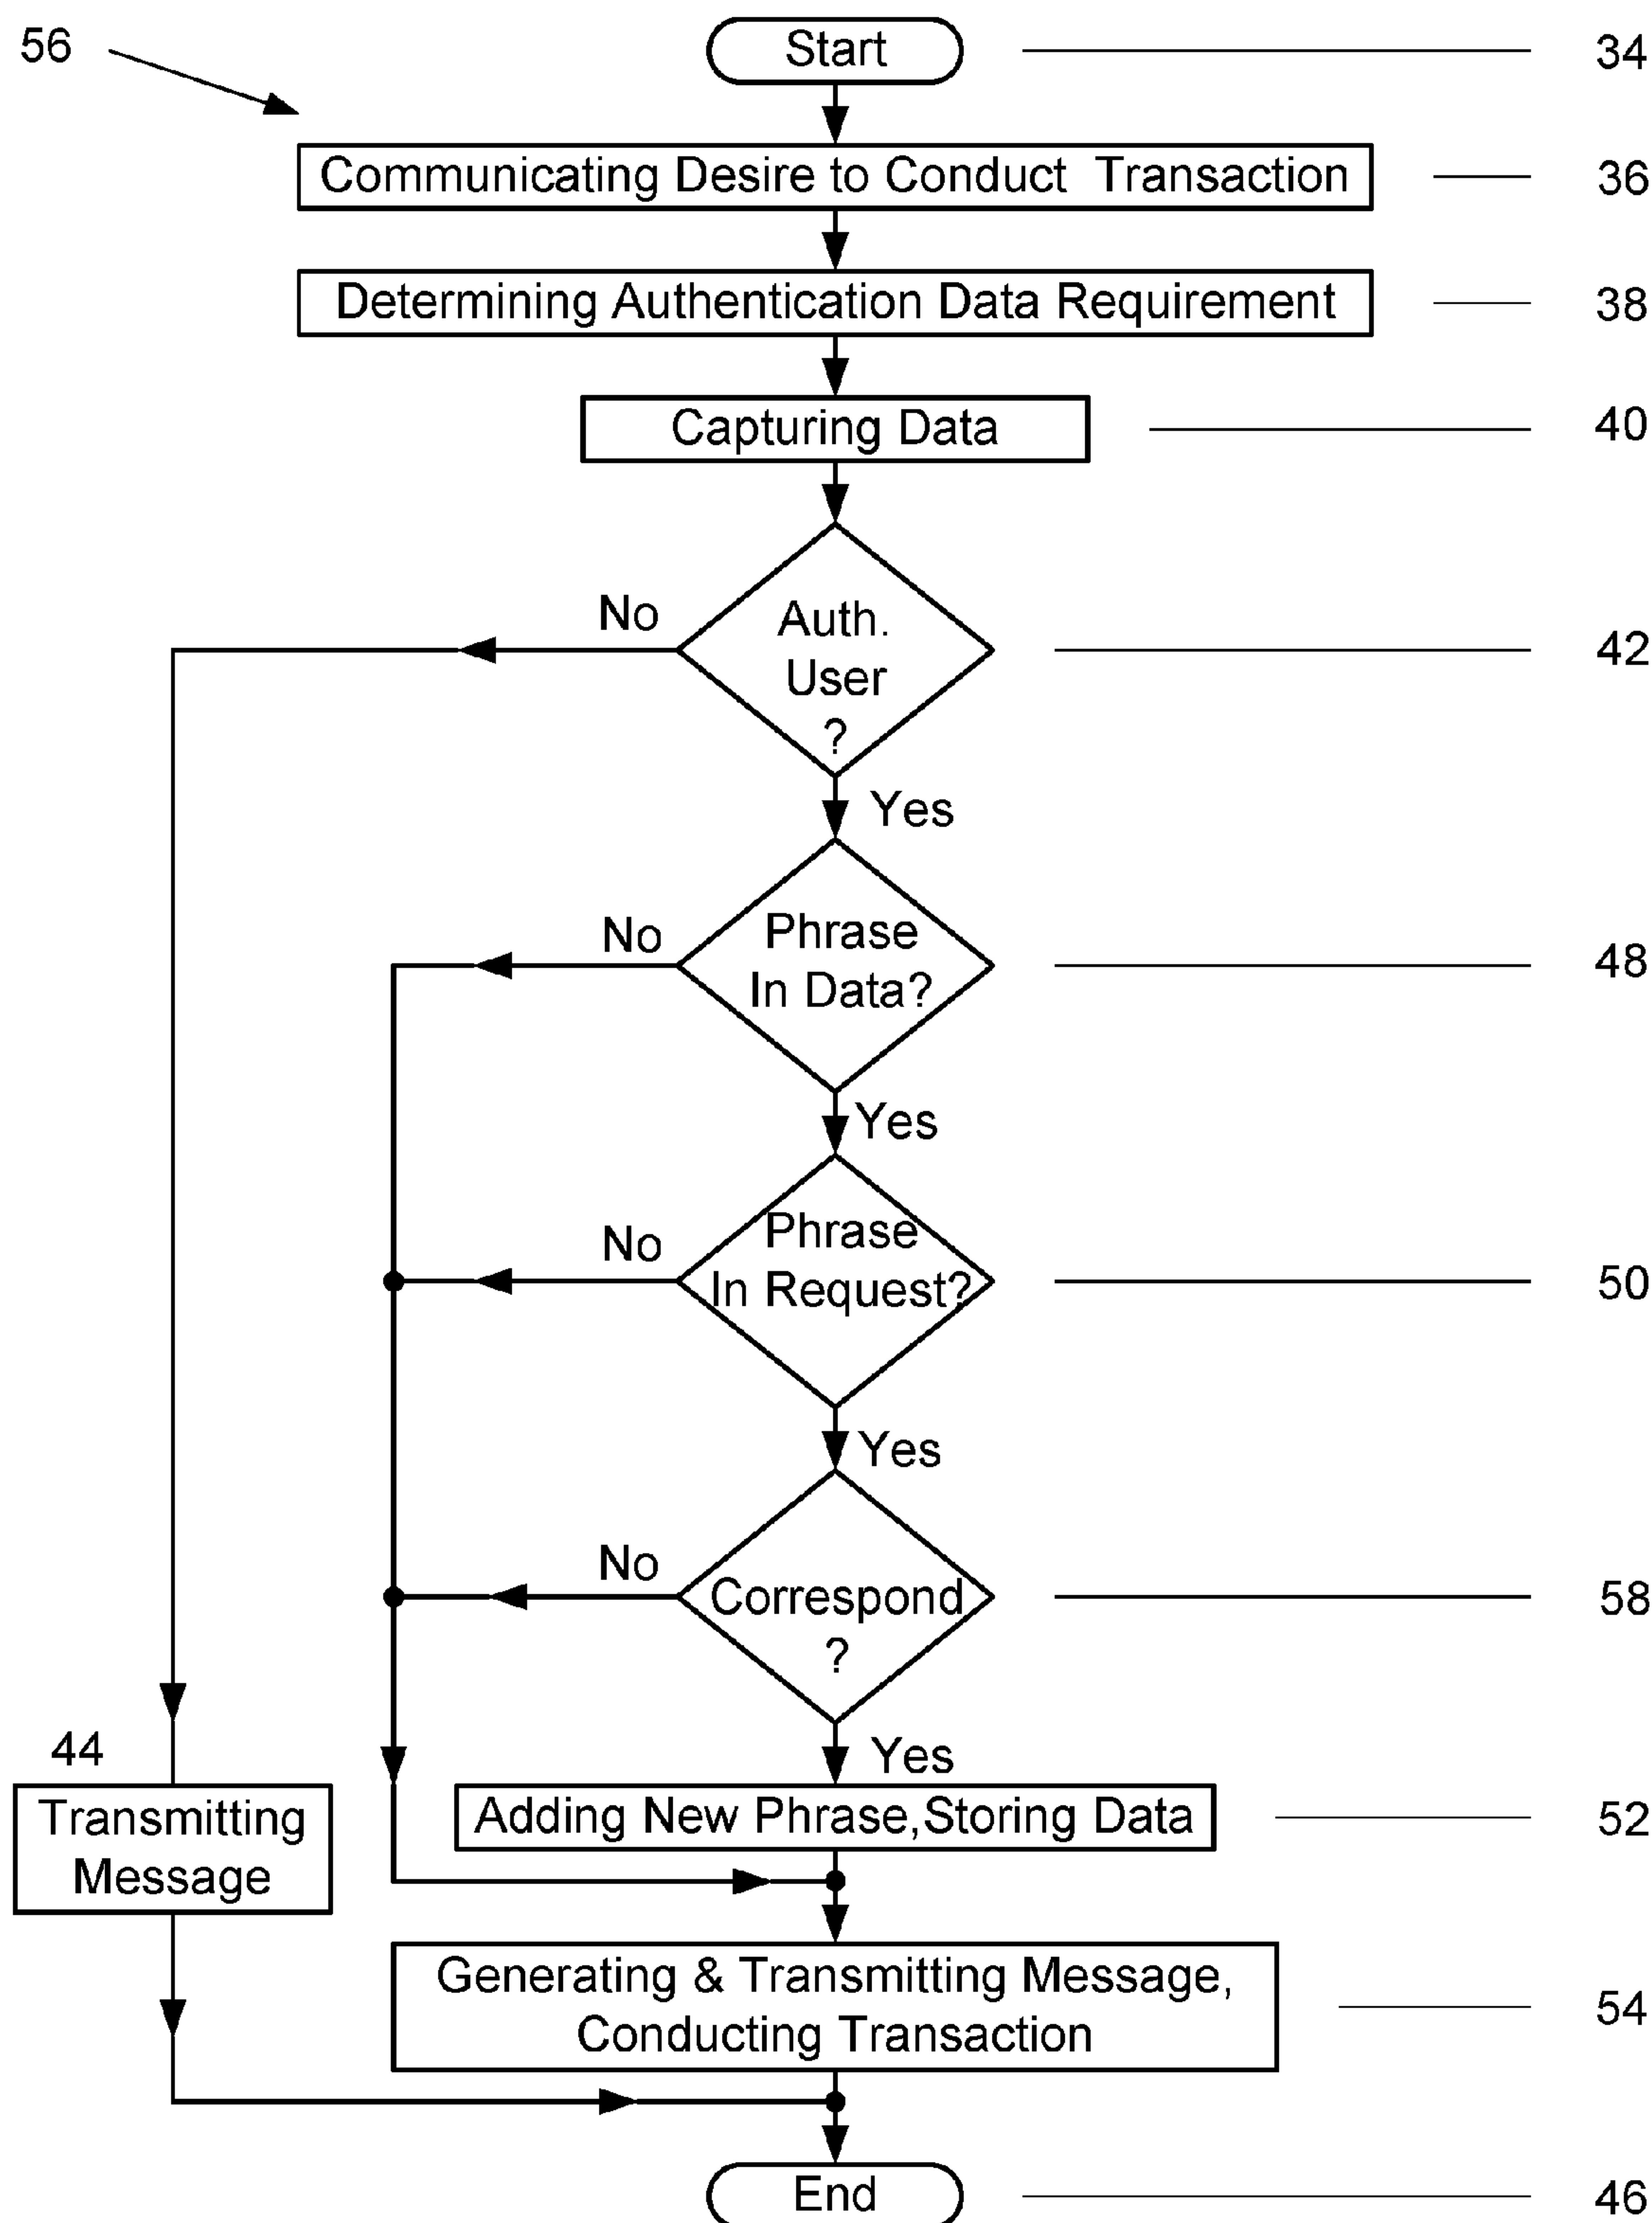 56
Start
34
Communicating Desire to Conduct Transaction
36
Determining Authentication Data Requirement
38
Capturing Data
40
No
Auth.
User
?
42
Yes
No
Phrase
In Data?
48
Yes
No
Phrase
In Request?
50
Yes
No
Correspond
?
58
Yes
44
Transmitting
Message
Adding New Phrase,Storing Data
52
Generating & Transmitting Message,
Conducting Transaction
54
End
46